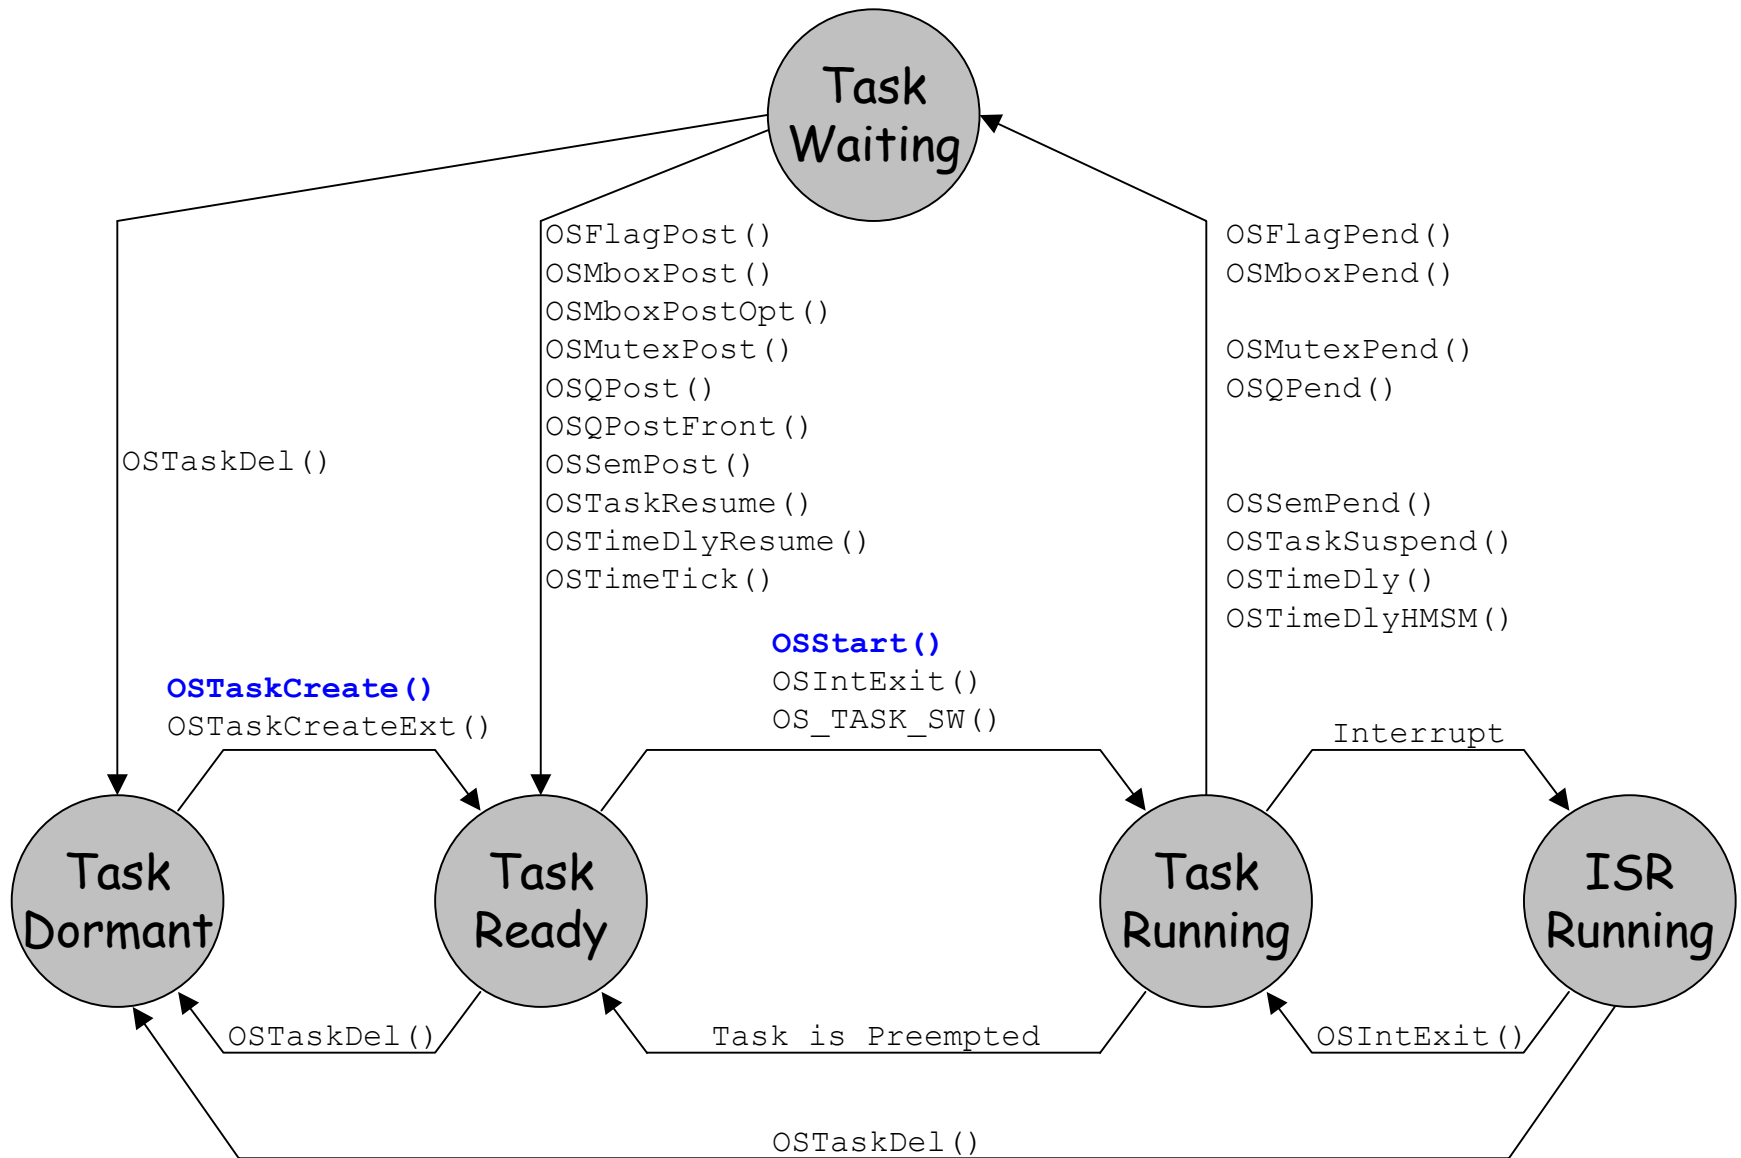 Task
Waiting
OSFlagPost()
OSMboxPost()
OSMboxPostOpt()
OSMutexPost()
OSQPost()
OSQPostFront()
OSSemPost()
OSTaskResume()
OSTimeDlyResume()
OSTimeTick()
OSFlagPend()
OSMboxPend()
OSMutexPend()
OSQPend()
OSSemPend()
OSTaskSuspend()
OSTimeDly()
OSTimeDlyHMSM()
OSTaskDel()
OSTaskCreate()
OSTaskCreateExt()
OSStart()
OSIntExit()
OS_TASK_SW()
Interrupt
Task
Dormant
Task
Ready
Task
Running
ISR
Running
OSTaskDel()
Task is Preempted
OSIntExit()
OSTaskDel()